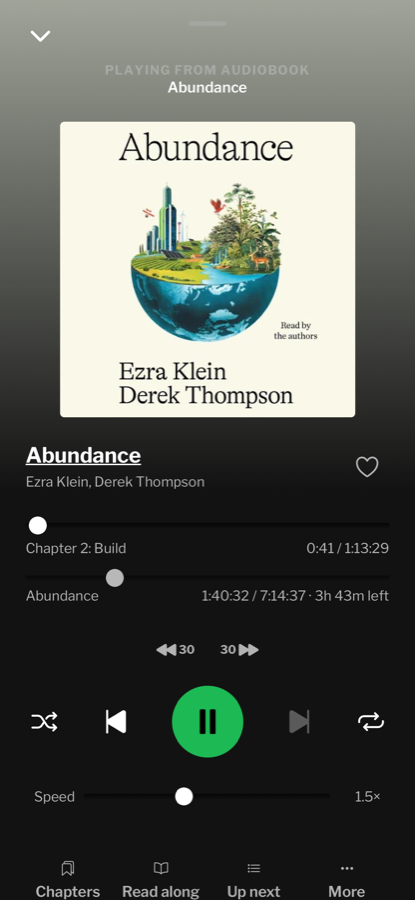 PLAYING FROM AUDIOBOOK
Abundance
Abundance
Read by
the authors
Ezra Klein
Derek Thompson
Abundance
Ezra Klein, Derek Thompson
Chapter 2: Build 0:41 / 1:13:29
Abundance 1:40:32 / 7:14:37 · 3h 43m left
30 30
Speed 1.5×
Chapters Read along Up next More